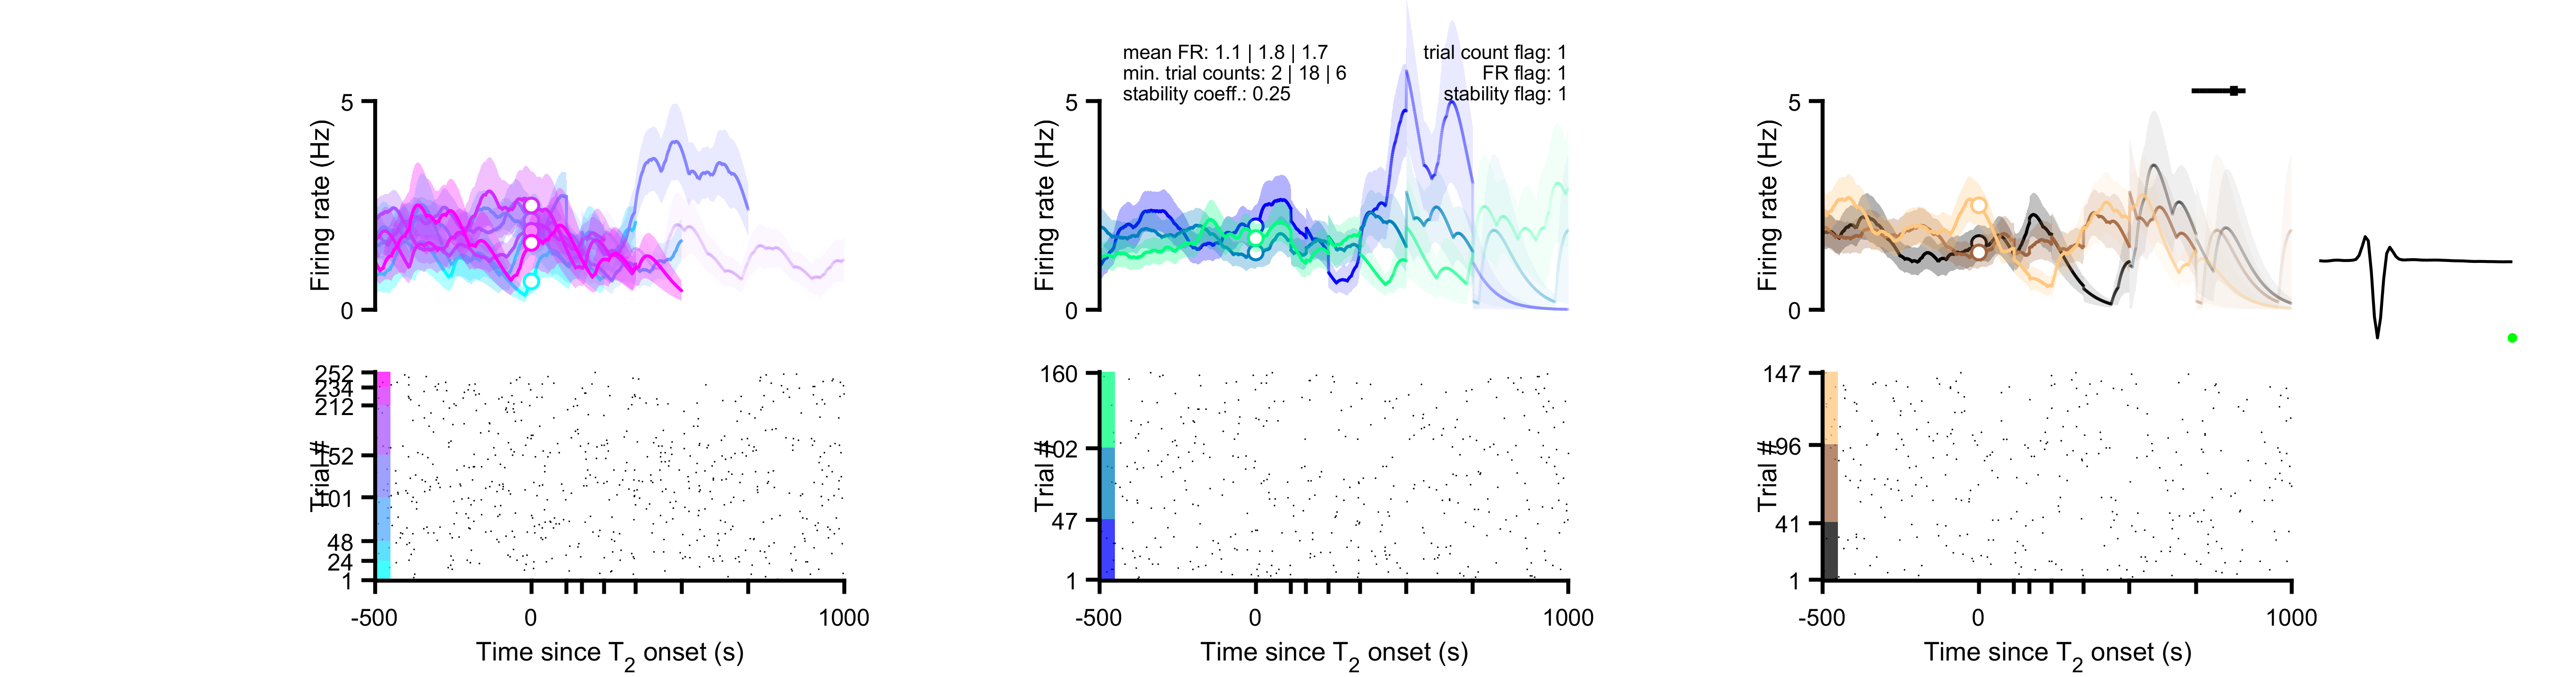 mean FR: 1.1 | 1.8 | 1.7
min. trial counts: 2 | 18 | 6
stability coeff.: 0.25
trial count flag: 1
FR flag: 1
stability flag: 1
5
0
Firing rate (Hz)
5
0
Firing rate (Hz)
5
0
Firing rate (Hz)
252
234
212
152
101
48
24
1
Trial #
-500
0
1000
Time since T2 onset (s)
160
102
47
1
Trial #
-500
0
1000
Time since T2 onset (s)
147
96
41
1
Trial #
-500
0
1000
Time since T2 onset (s)